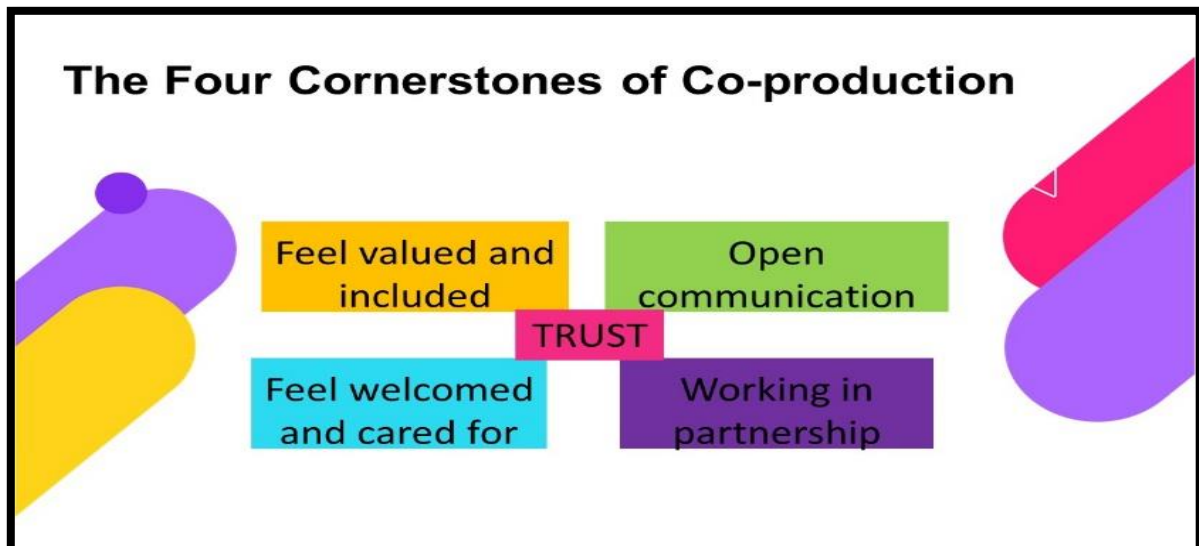 The Four Cornerstones of Co-production
Feel valued and
included
Open
communication
TRUST
Feel welcomed
and cared for
Working in
partnership